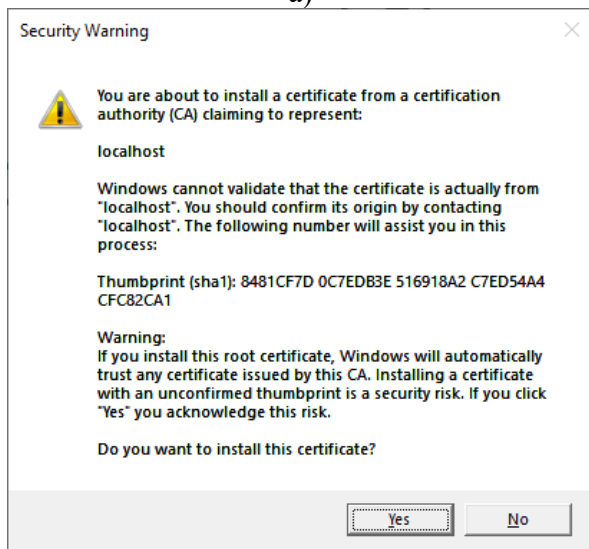 a)
Security Warning
You are about to install a certificate from a certification
authority (CA) claiming to represent:
localhost
Windows cannot validate that the certificate is actually from
"localhost". You should confirm its origin by contacting
"localhost". The following number will assist you in this
process:
Thumbprint (sha1): 8481CF7D 0C7EDB3E 516918A2 C7ED54A4
CFC82CA1
Warning:
If you install this root certificate, Windows will automatically
trust any certificate issued by this CA. Installing a certificate
with an unconfirmed thumbprint is a security risk. If you click
"Yes" you acknowledge this risk.
Do you want to install this certificate?
Yes
No